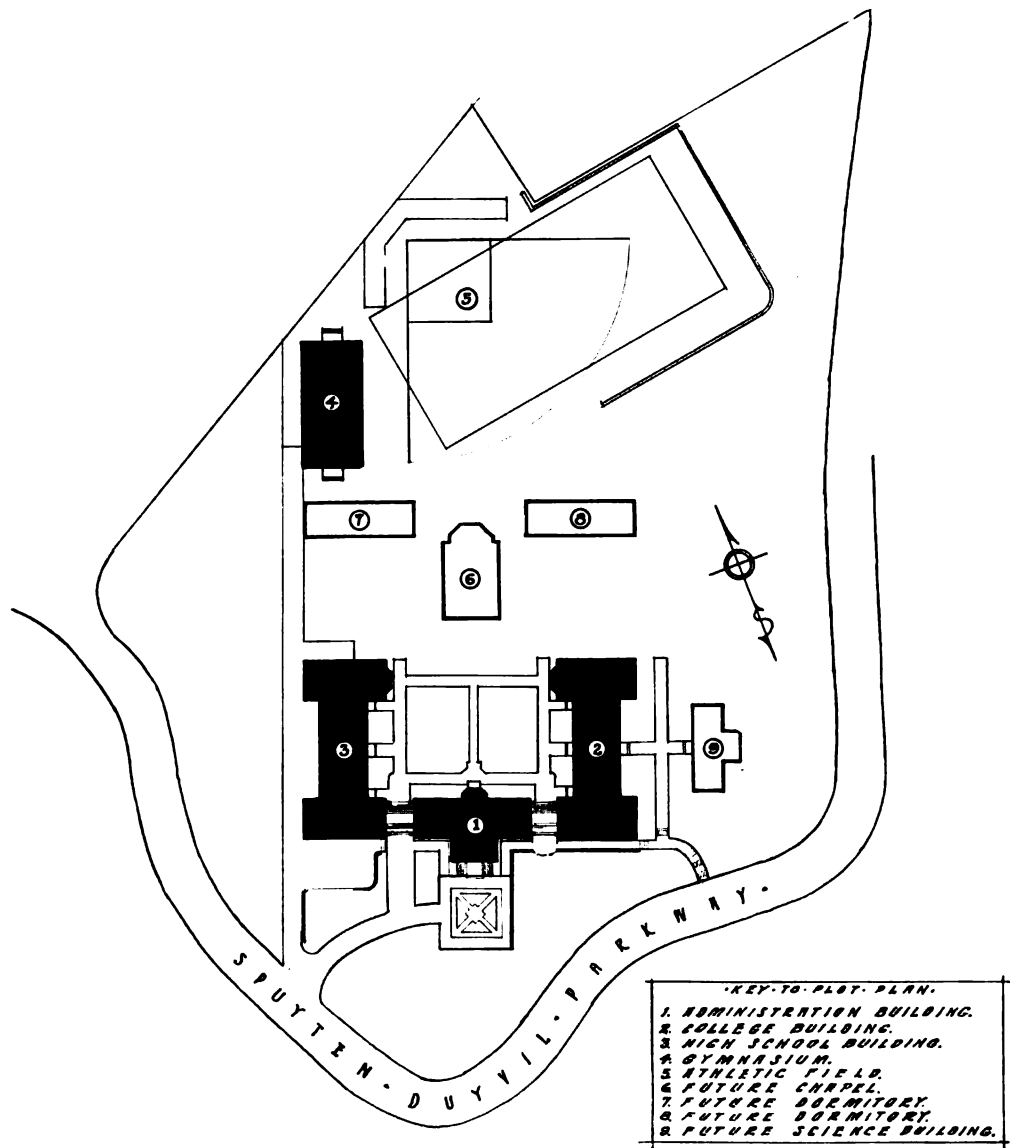 5
4
7
8
6
S
3
2
9
1
SPUYTEN · DUYVIL · PARKWAY ·
· KEY · TO · PLOT · PLAN ·
1. ADMINISTRATION BUILDING.
2. COLLEGE BUILDING.
3. HIGH SCHOOL BUILDING.
4. GYMNASIUM.
5. ATHLETIC FIELD.
6. FUTURE CHAPEL.
7. FUTURE DORMITORY.
8. FUTURE DORMITORY.
9. FUTURE SCIENCE BUILDING.